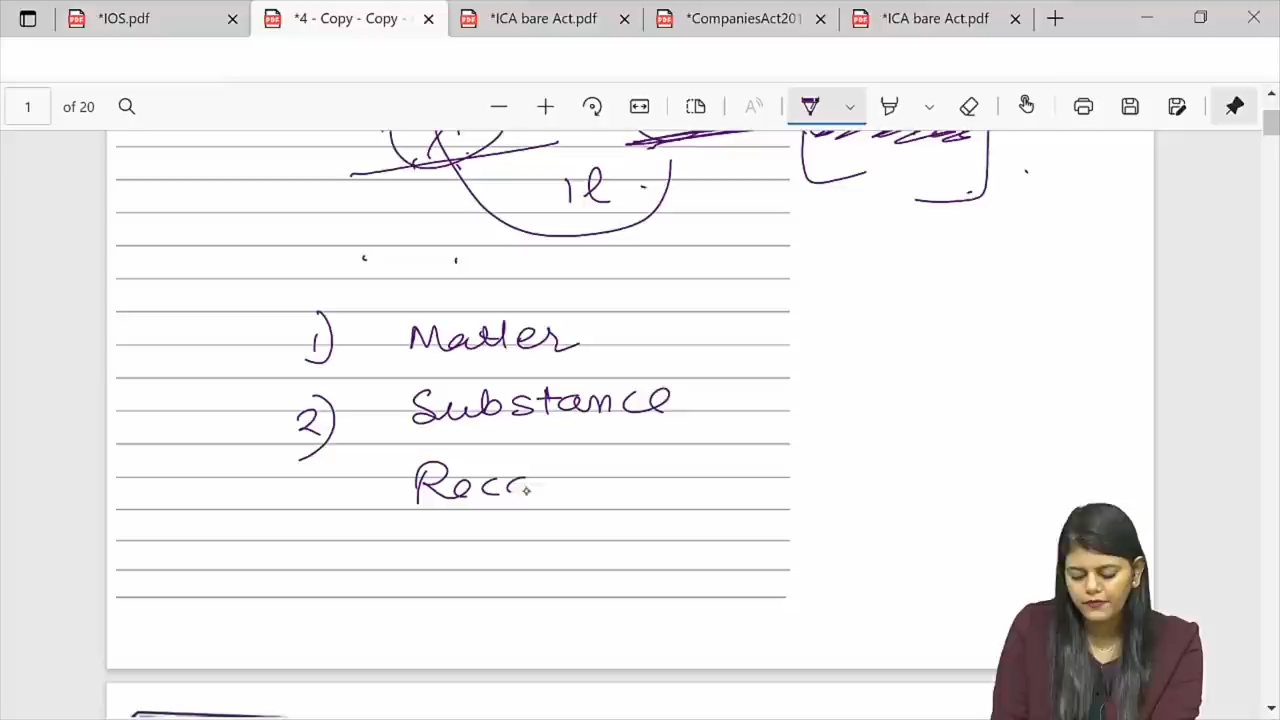 *IOS.pdf
*4 - Copy - Copy -
*ICA bare Act.pdf
*CompaniesAct201
*ICA bare Act.pdf
1 of 20
1) Matter
2) Substance
Recc